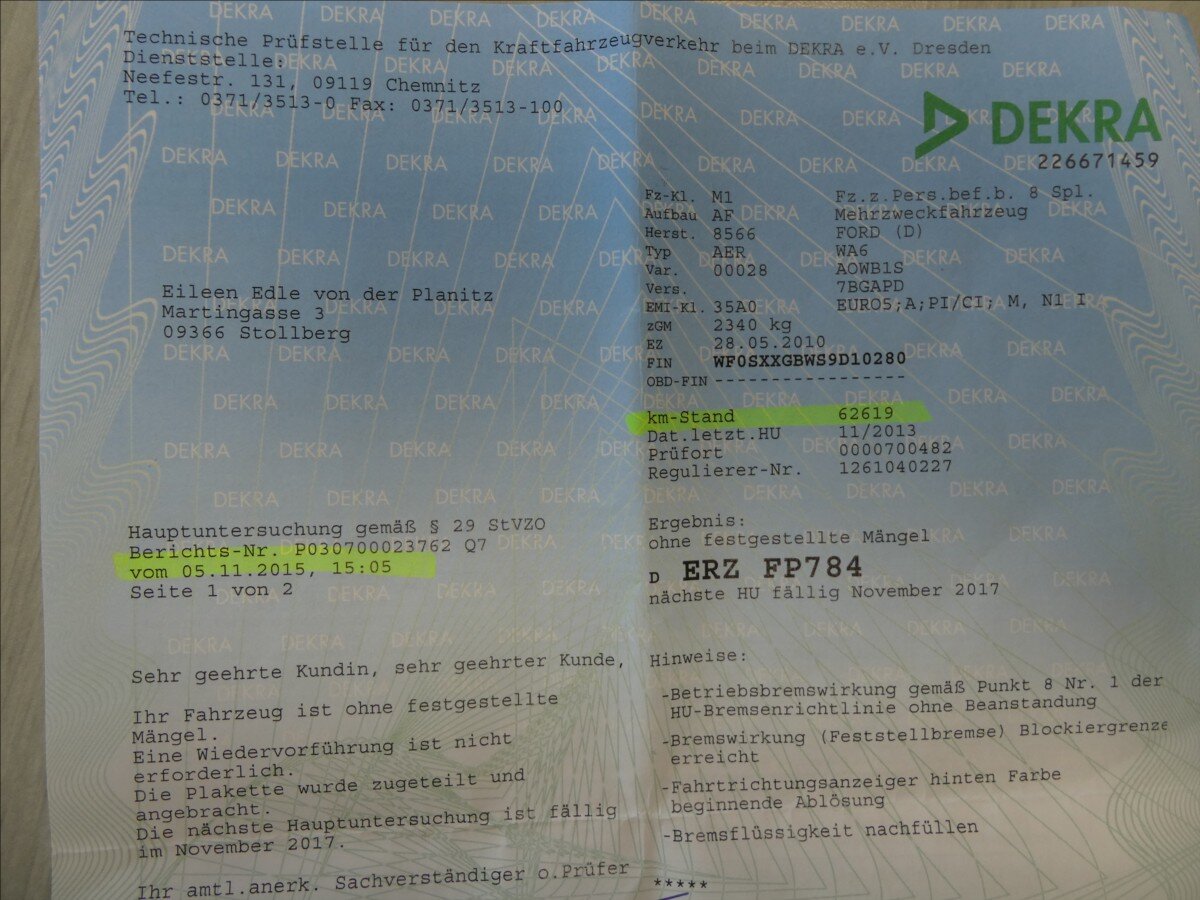 Technische Prüfstelle für den Kraftfahrzeugverkehr beim DEKRA e.V. Dresden
Dienststelle:
Neefestr. 131, 09119 Chemnitz
Tel.: 0371/3513-0 Fax: 0371/3513-100
DEKRA
226671459
Fz-Kl. M1 Fz.z.Pers.bef.b. 8 Spl.
Aufbau AF Mehrzweckfahrzeug
Herst. 8566 FORD (D)
Typ AER WA6
Var. 00028 AOWB1S
Vers. 7BGAPD
EMI-Kl. 35A0 EURO5;A;PI/CI; M, N1 I
zGM 2340 kg
EZ 28.05.2010
FIN WF0SXXGBWS9D10280
OBD-FIN -----------------
km-Stand 62619
Dat.letzt.HU 11/2013
Prüfort 0000700482
Regulierer-Nr. 1261040227
Eileen Edle von der Planitz
Martingasse 3
09366 Stollberg
Hauptuntersuchung gemäß § 29 StVZO
Berichts-Nr. P030700023762 Q7
vom 05.11.2015, 15:05
Seite 1 von 2
Ergebnis:
ohne festgestellte Mängel
D ERZ FP784
nächste HU fällig November 2017
Sehr geehrte Kundin, sehr geehrter Kunde,
Ihr Fahrzeug ist ohne festgestellte
Mängel.
Eine Wiedervorführung ist nicht
erforderlich.
Die Plakette wurde zugeteilt und
angebracht.
Die nächste Hauptuntersuchung ist fällig
im November 2017.
Ihr amtl.anerk. Sachverständiger o.Prüfer
Hinweise:
-Betriebsbremswirkung gemäß Punkt 8 Nr. 1 der
HU-Bremsenrichtlinie ohne Beanstandung
-Bremswirkung (Feststellbremse) Blockiergrenze
erreicht
-Fahrtrichtungsanzeiger hinten Farbe
beginnende Ablösung
-Bremsflüssigkeit nachfüllen
*****